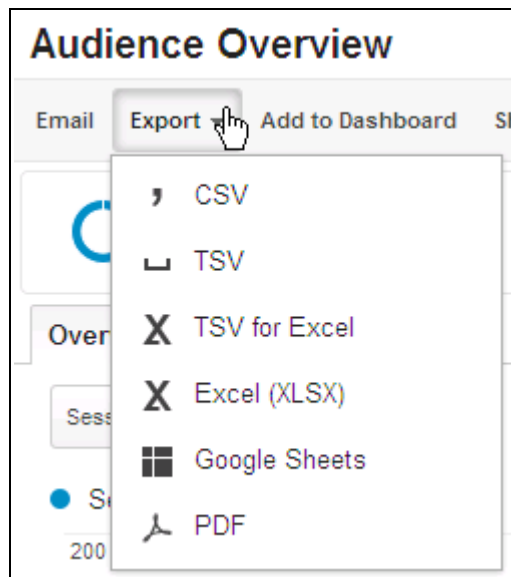 Audience Overview
Email Export Add to Dashboard
CSV
TSV
TSV for Excel
Excel (XLSX)
Google Sheets
PDF
200